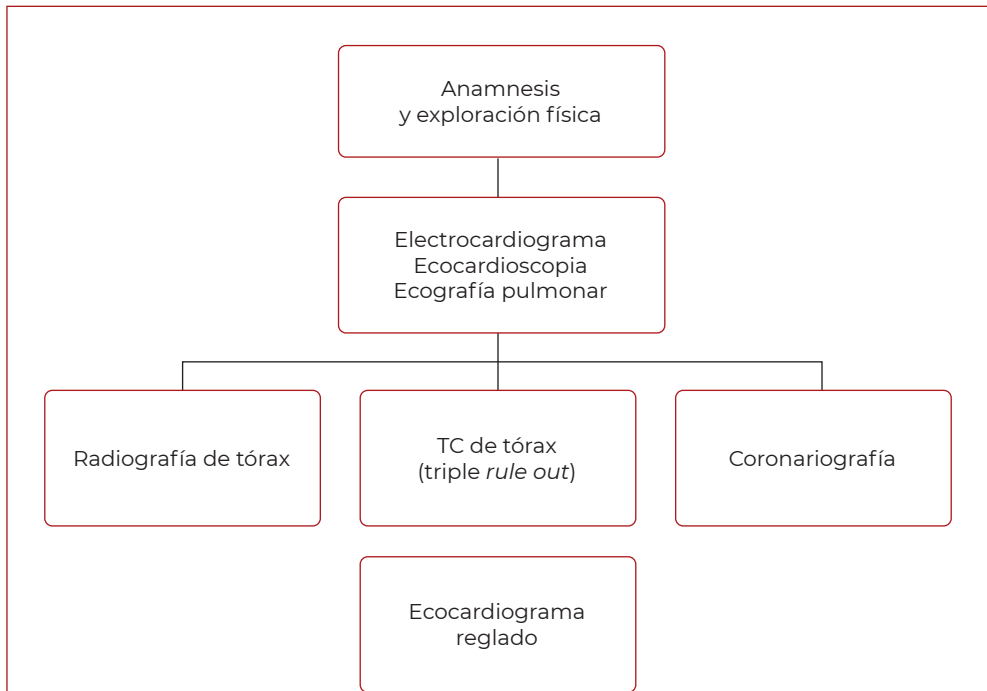 Anamnesis
y exploración física
Electrocardiograma
Ecocardioscopia
Ecografía pulmonar
Radiografía de tórax
TC de tórax
(triple rule out)
Coronariografía
Ecocardiograma
reglado